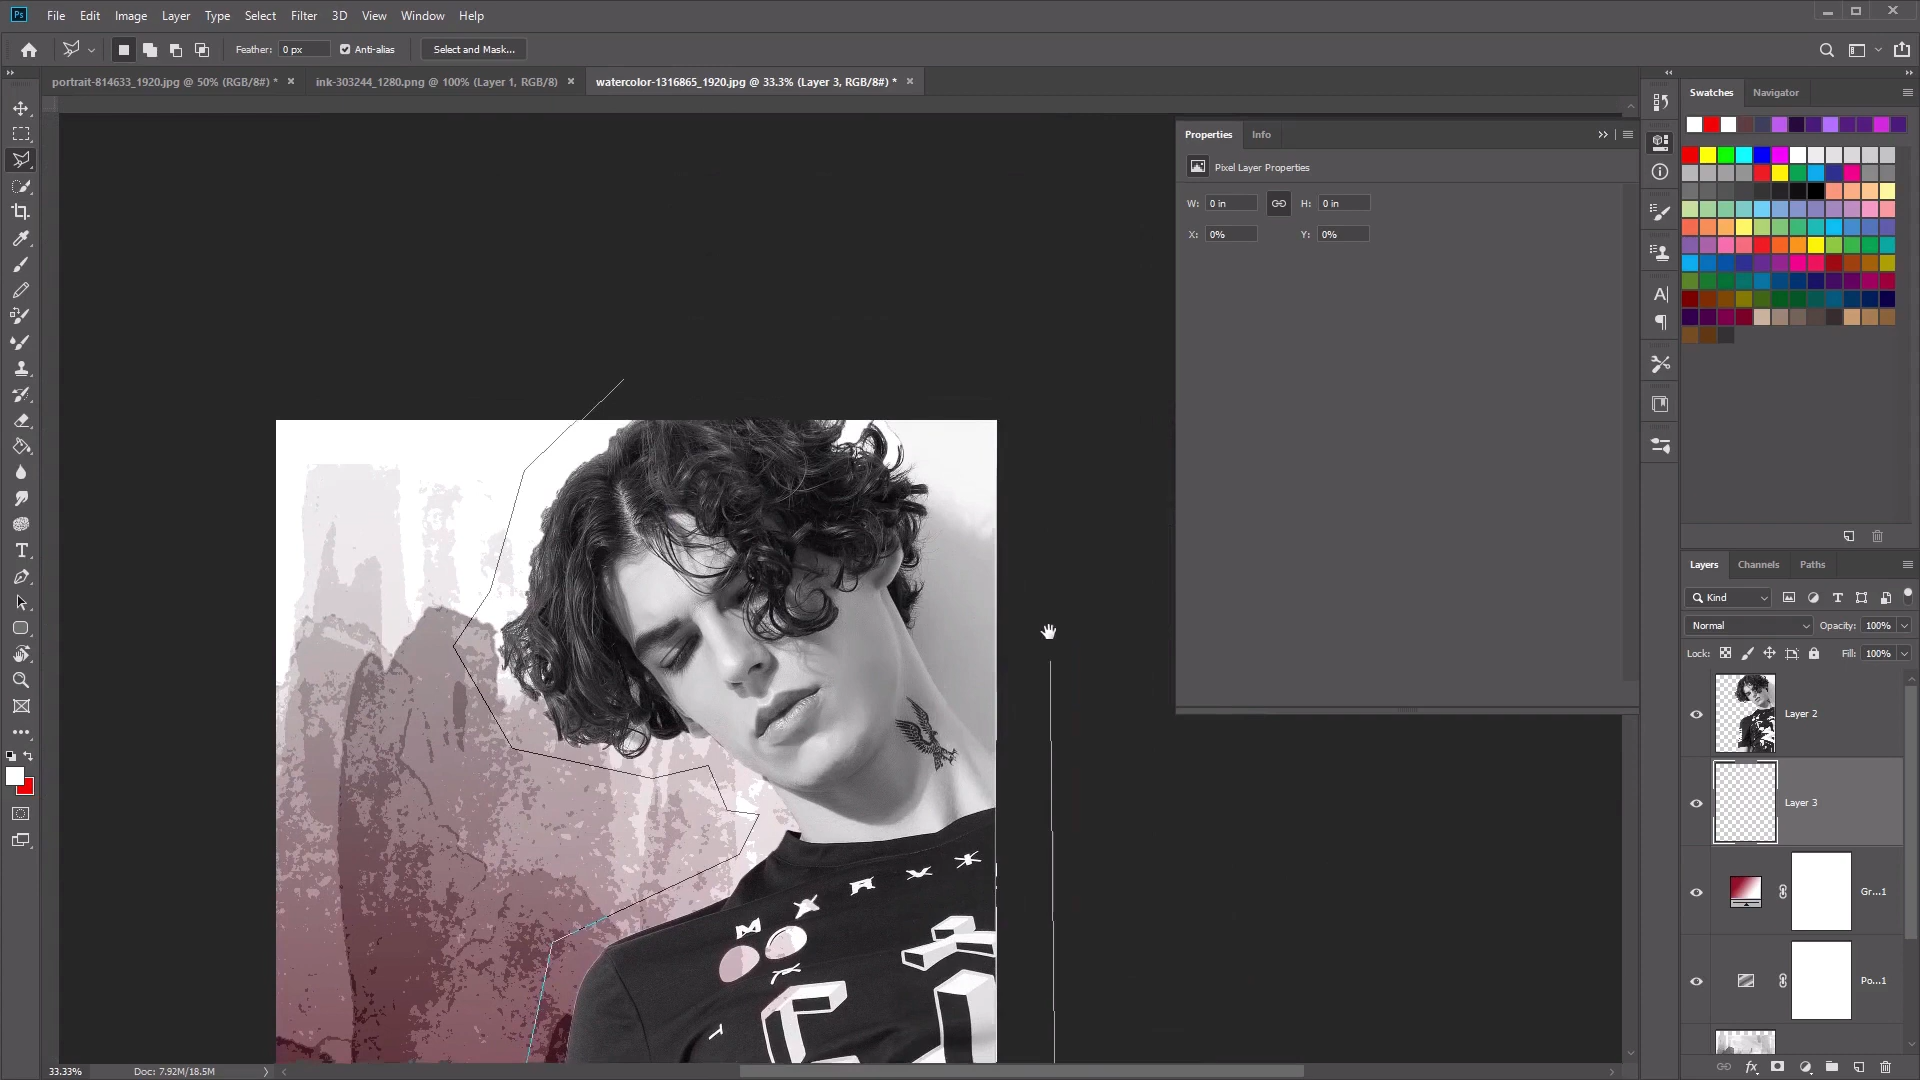 Ps File Edit Image Layer Type Select Filter 3D View Window Help
Feather: 0 px Anti-alias Select and Mask...
portrait-814633_1920.jpg @ 50% (RGB/8#) * ink-303244_1280.png @ 100% (Layer 1, RGB/8) watercolor-1316865_1920.jpg @ 33.3% (Layer 3, RGB/8#) *
Swatches Navigator
Properties Info
Pixel Layer Properties
W: 0 in H: 0 in
X: 0% Y: 0%
Layers Channels Paths
Kind
Normal Opacity: 100%
Lock: Fill: 100%
Layer 2
Layer 3
Gr...1
Po...1
33.33% Doc: 7.92M/18.5M